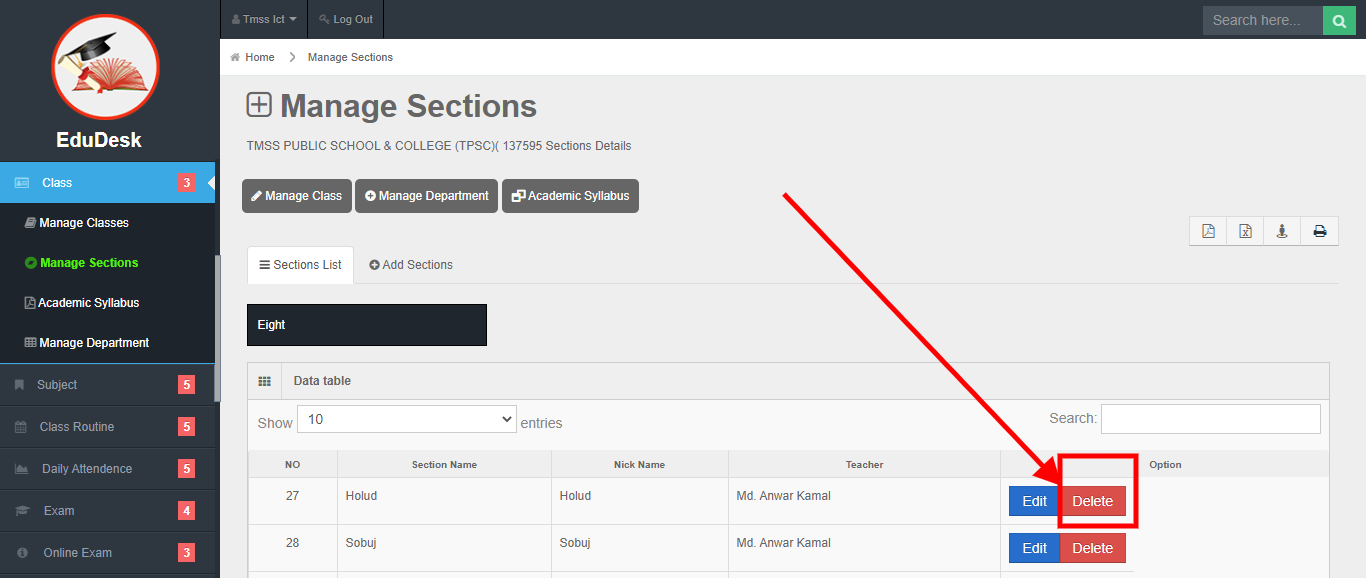 Tmss Ict
Log Out
Search here...
EduDesk
Home
Manage Sections
Manage Sections
TMSS PUBLIC SCHOOL & COLLEGE (TPSC)( 137595 Sections Details
Class 3
Manage Classes
Manage Sections
Academic Syllabus
Manage Department
Subject 5
Class Routine 5
Daily Attendence 5
Exam 4
Online Exam 3
Manage Class
Manage Department
Academic Syllabus
Sections List
Add Sections
Eight
Data table
Show 10 entries
Search:
NO Section Name Nick Name Teacher Option
27 Holud Holud Md. Anwar Kamal Edit Delete
28 Sobuj Sobuj Md. Anwar Kamal Edit Delete